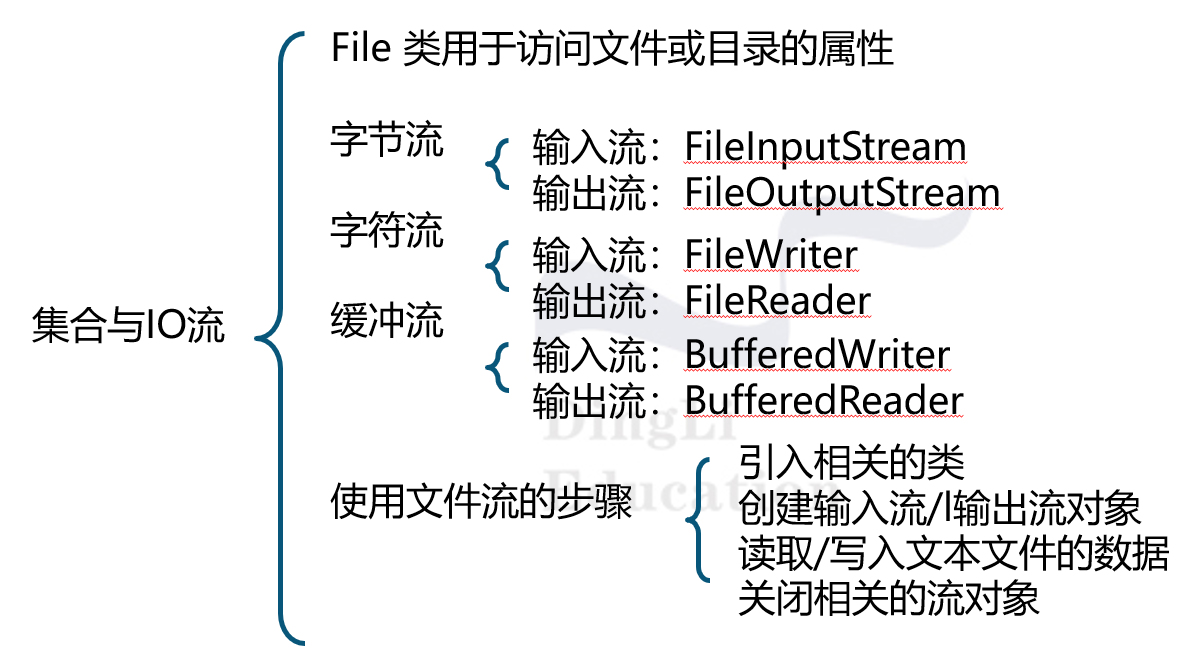 File 类用于访问文件或目录的属性
字节流
输入流：FileInputStream
输出流：FileOutputStream
字符流
输入流：FileWriter
输出流：FileReader
缓冲流
输入流：BufferedWriter
输出流：BufferedReader
集合与IO流
使用文件流的步骤
引入相关的类
创建输入流/l输出流对象
读取/写入文本文件的数据
关闭相关的流对象
DingLi
Education